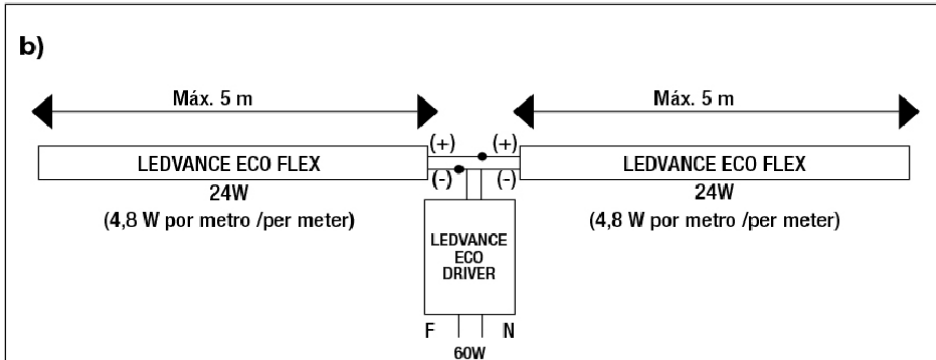 b)
Máx. 5 m
Máx. 5 m
(+) (+)
LEDVANCE ECO FLEX
LEDVANCE ECO FLEX
(-) (-)
24W
24W
(4,8 W por metro /per meter)
(4,8 W por metro /per meter)
LEDVANCE
ECO
DRIVER
F N
60W